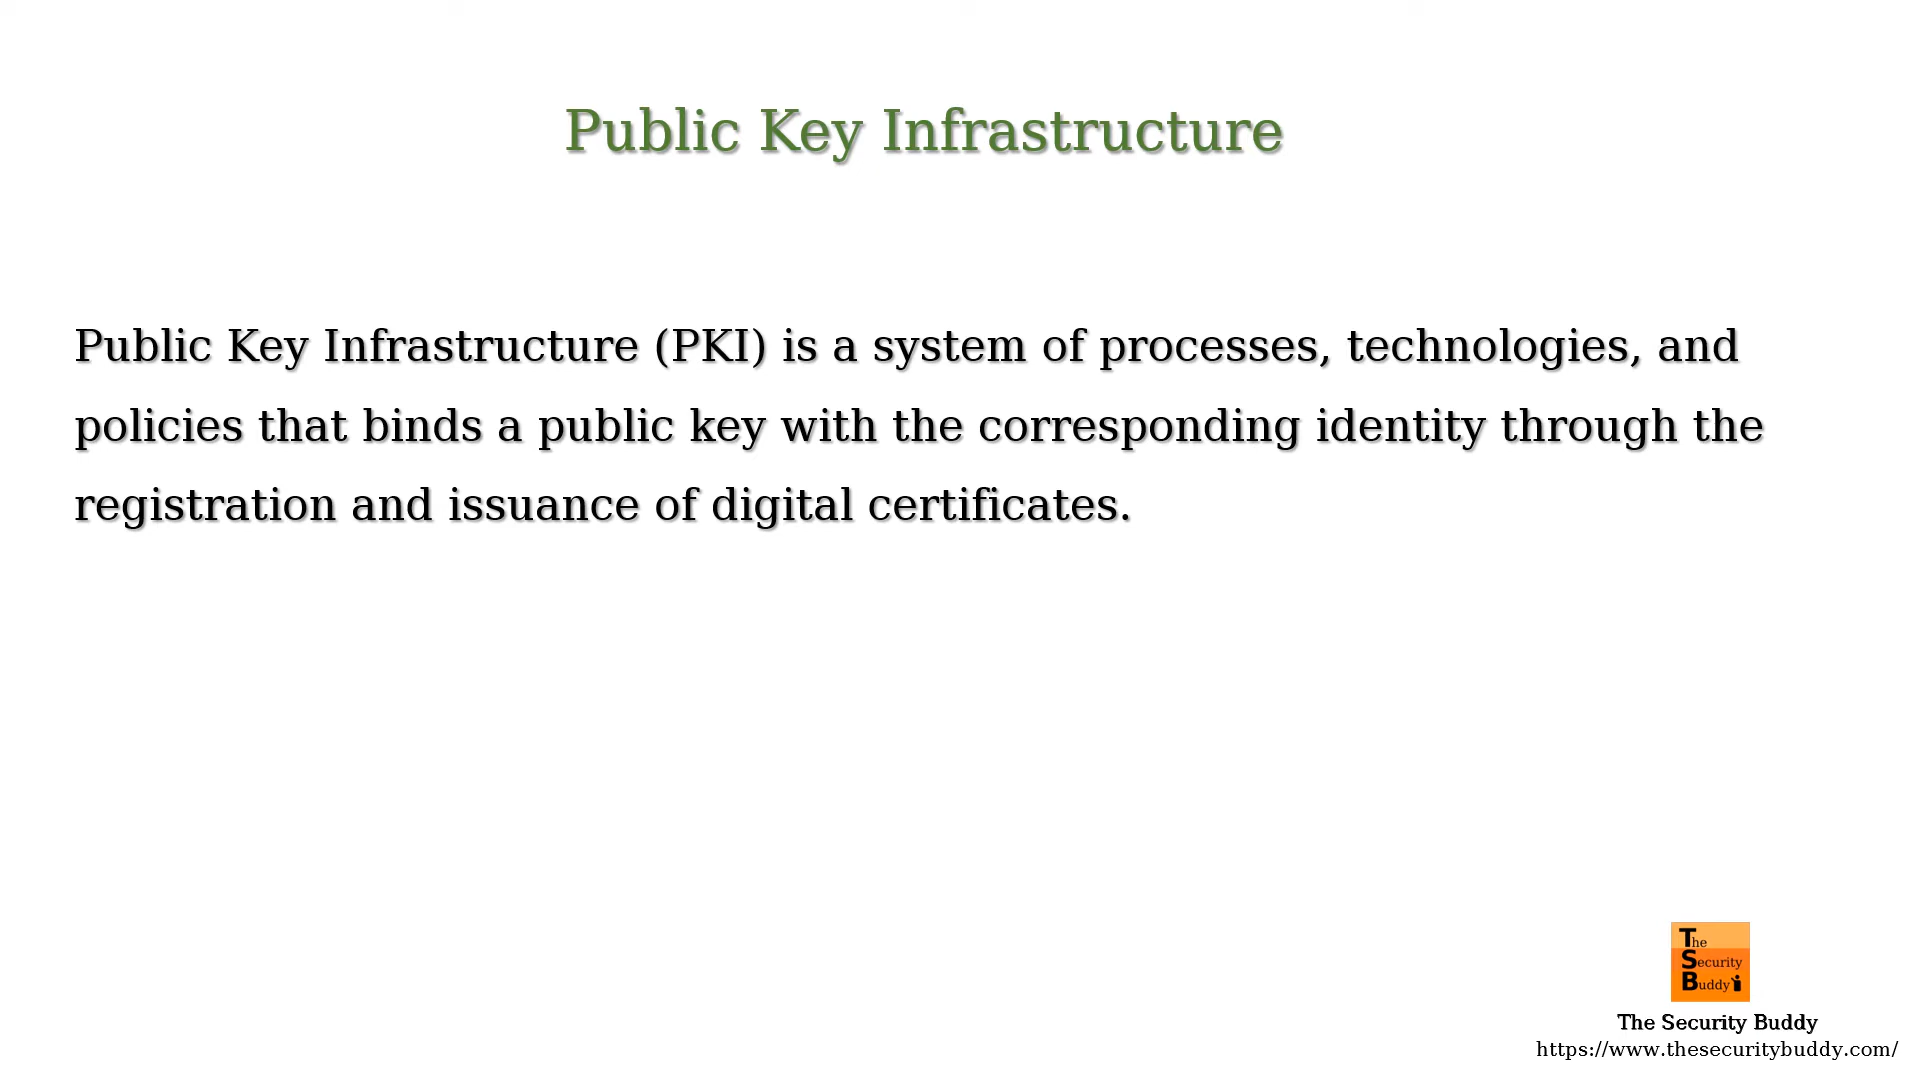 Public Key Infrastructure
Public Key Infrastructure (PKI) is a system of processes, technologies, and
policies that binds a public key with the corresponding identity through the
registration and issuance of digital certificates.
The
Security
Buddy
The Security Buddy
https://www.thesecuritybuddy.com/